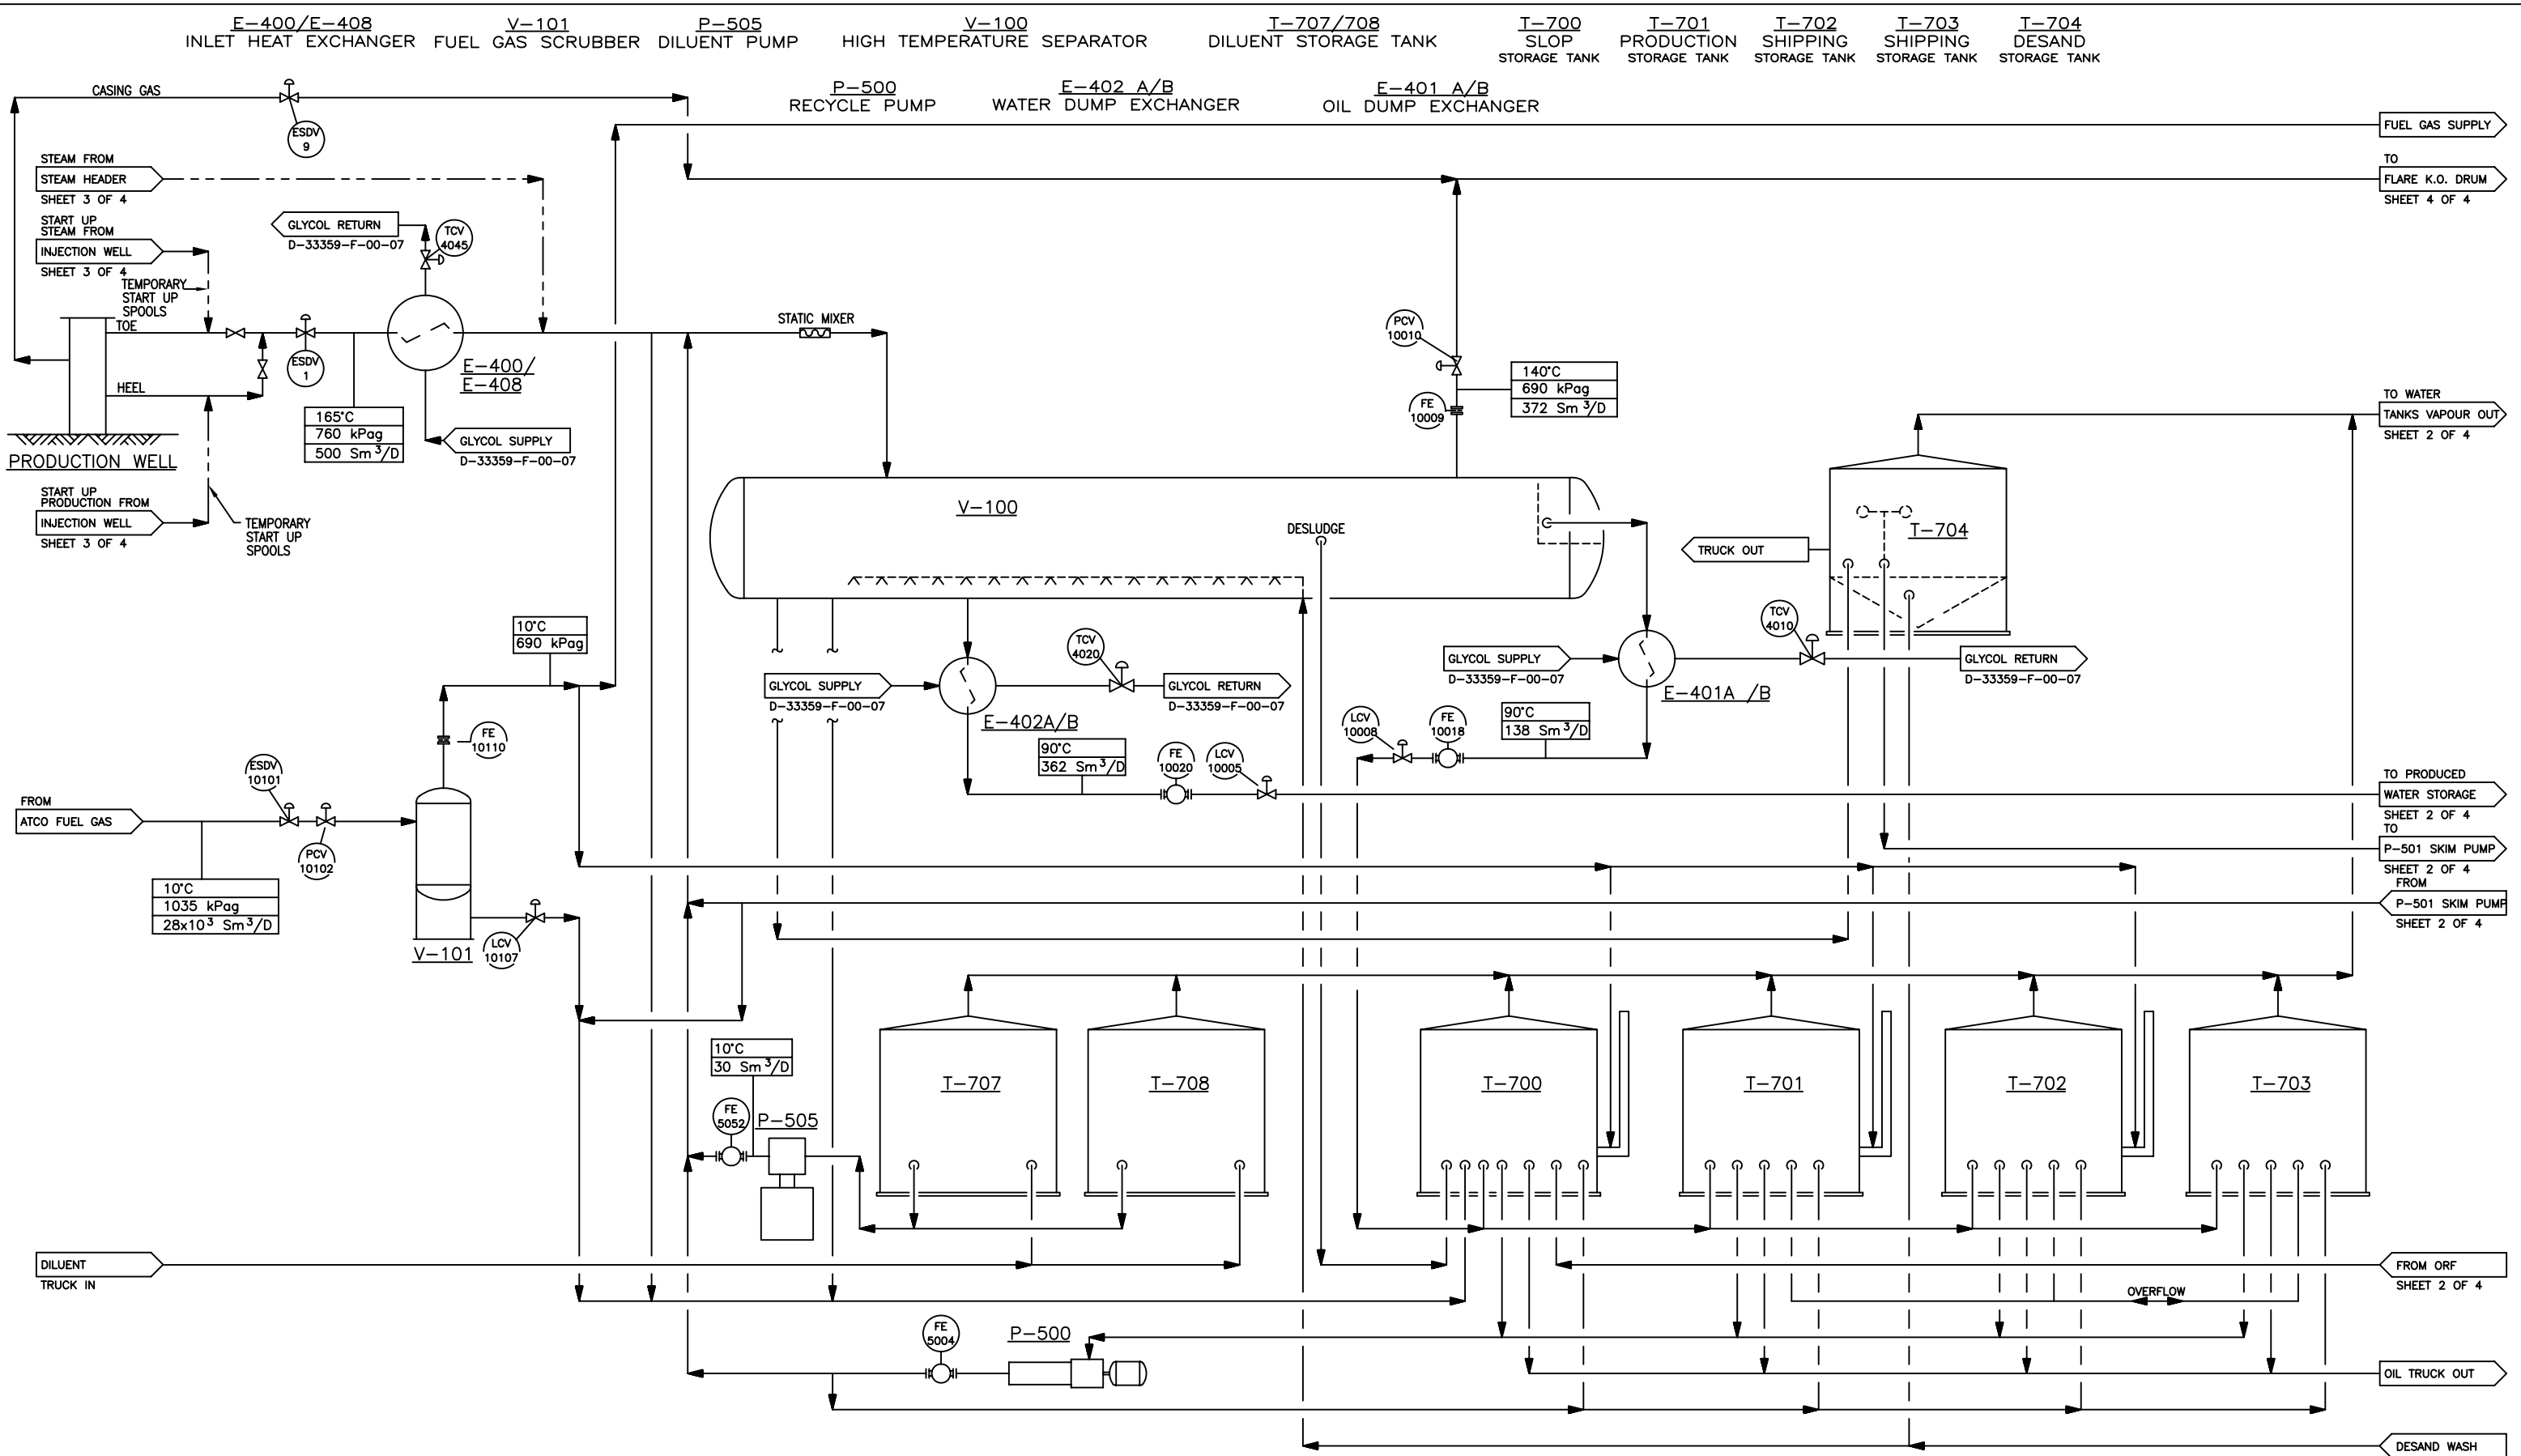 E-400/E-408
INLET HEAT EXCHANGER
V-101
FUEL GAS SCRUBBER
P-505
DILUENT PUMP
V-100
HIGH TEMPERATURE SEPARATOR
T-707/708
DILUENT STORAGE TANK
T-700
SLOP
STORAGE TANK
T-701
PRODUCTION
STORAGE TANK
T-702
SHIPPING
STORAGE TANK
T-703
SHIPPING
STORAGE TANK
T-704
DESAND
STORAGE TANK
P-500
RECYCLE PUMP
E-402 A/B
WATER DUMP EXCHANGER
E-401 A/B
OIL DUMP EXCHANGER
CASING GAS
ESDV
9
FUEL GAS SUPPLY
STEAM FROM
STEAM HEADER
SHEET 3 OF 4
TO
FLARE K.O. DRUM
SHEET 4 OF 4
START UP
STEAM FROM
INJECTION WELL
SHEET 3 OF 4
GLYCOL RETURN
D-33359-F-00-07
TCV
4045
TEMPORARY
START UP
SPOOLS
TOE
HEEL
ESDV
1
E-400/
E-408
STATIC MIXER
165°C
760 kPag
500 Sm³/D
GLYCOL SUPPLY
D-33359-F-00-07
PRODUCTION WELL
START UP
PRODUCTION FROM
INJECTION WELL
SHEET 3 OF 4
TEMPORARY
START UP
SPOOLS
PCV
10010
FE
10009
140°C
690 kPag
372 Sm³/D
TO WATER
TANKS VAPOUR OUT
SHEET 2 OF 4
V-100
DESLUDGE
T-704
TRUCK OUT
10°C
690 kPag
TCV
4020
GLYCOL SUPPLY
D-33359-F-00-07
GLYCOL RETURN
D-33359-F-00-07
E-402A/B
TCV
4010
GLYCOL SUPPLY
D-33359-F-00-07
GLYCOL RETURN
D-33359-F-00-07
E-401A /B
90°C
362 Sm³/D
FE
10020
LCV
10005
LCV
10008
FE
10018
90°C
138 Sm³/D
FE
10110
ESDV
10101
FROM
ATCO FUEL GAS
PCV
10102
10°C
1035 kPag
28x10³ Sm³/D
V-101
LCV
10107
TO PRODUCED
WATER STORAGE
SHEET 2 OF 4
TO
P-501 SKIM PUMP
SHEET 2 OF 4
FROM
P-501 SKIM PUMP
SHEET 2 OF 4
10°C
30 Sm³/D
FE
5052
P-505
T-707
T-708
T-700
T-701
T-702
T-703
DILUENT
TRUCK IN
FROM ORF
SHEET 2 OF 4
OVERFLOW
FE
5004
P-500
OIL TRUCK OUT
DESAND WASH